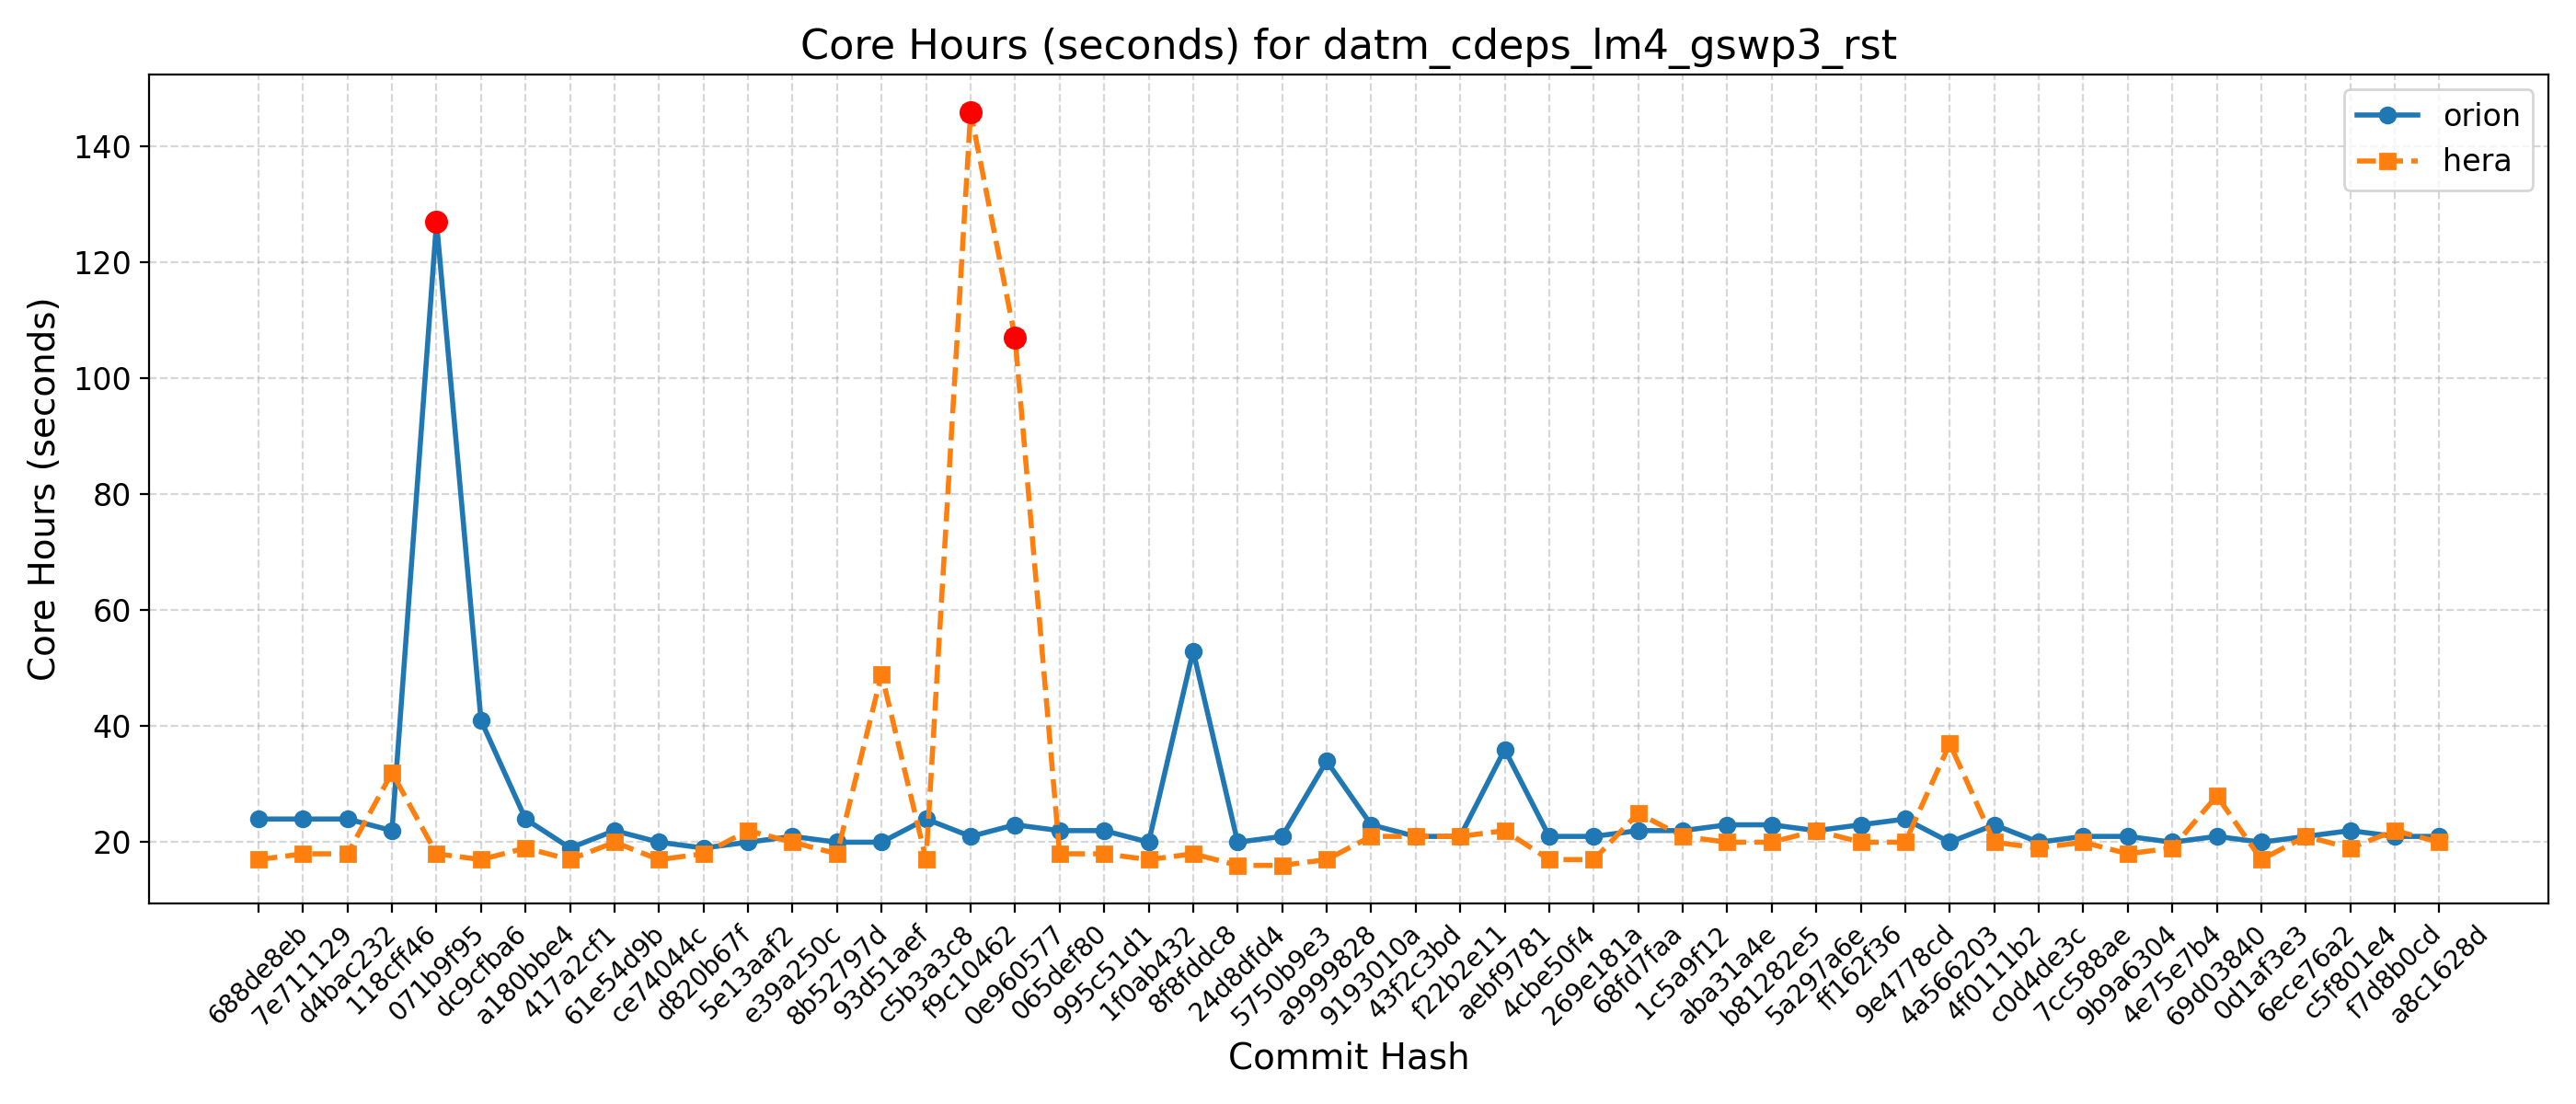 Core Hours (seconds) for datm_cdeps_lm4_gswp3_rst
orion
hera
Core Hours (seconds)
140
120
100
80
60
40
20
688de8eb
7e711129
d4bac232
118cff46
071b9f95
dc9cfba6
a180bbe4
417a2cf1
61e54d9b
ce74044c
d820b67f
5e13aaf2
e39a250c
8b52797d
93d51aef
c5b3a3c8
f9c10462
0e960577
065def80
995c51d1
1f0ab432
8f8fddc8
24d8dfd4
5750b9e3
a9999828
9193010a
43f2c3bd
f22b2e11
aebf9781
4cbe50f4
269e181a
68fd7faa
1c5a9f12
aba31a4e
b81282e5
5a297a6e
ff162f36
9e4778cd
4a566203
4f0111b2
c0d4de3c
7cc588ae
9b9a6304
4e75e7b4
69d03840
0d1af3e3
6ece76a2
c5f801e4
f7d8b0cd
a8c1628d
Commit Hash